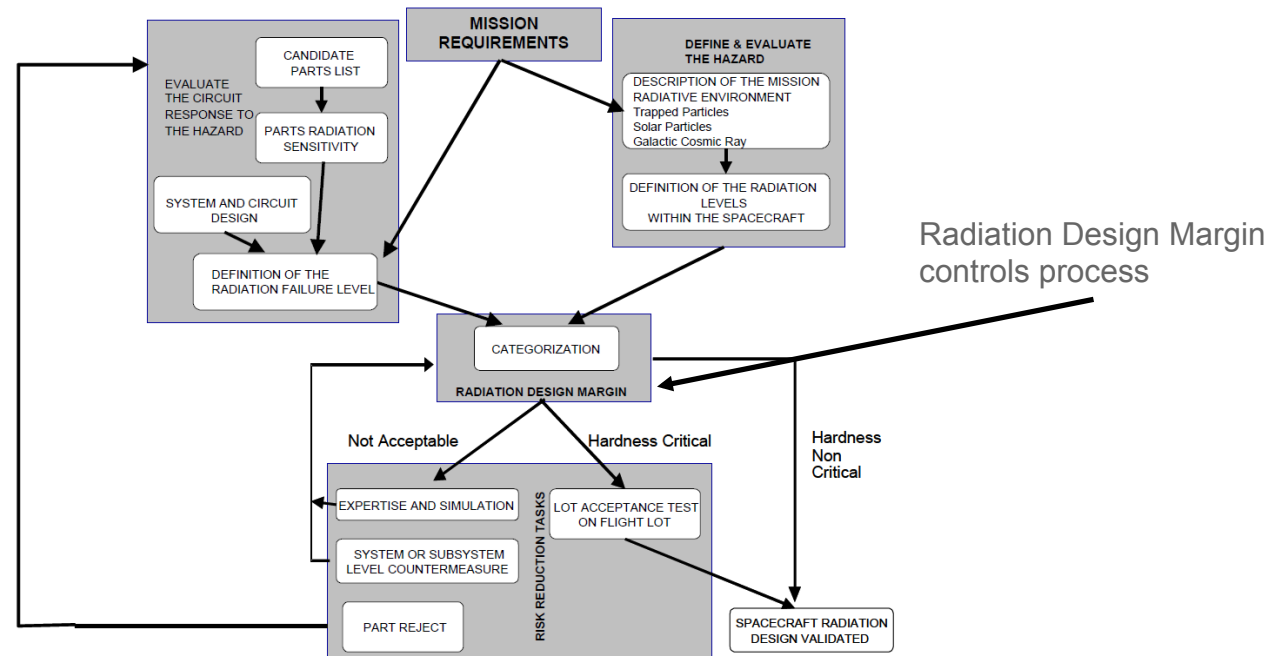 MISSION
REQUIREMENTS
EVALUATE
THE CIRCUIT
RESPONSE TO
THE HAZARD
CANDIDATE
PARTS LIST
PARTS RADIATION
SENSITIVITY
SYSTEM AND CIRCUIT
DESIGN
DEFINITION OF THE
RADIATION FAILURE LEVEL
DEFINE & EVALUATE
THE HAZARD
DESCRIPTION OF THE MISSION
RADIATIVE ENVIRONMENT
Trapped Particles
Solar Particles
Galactic Cosmic Ray
DEFINITION OF THE RADIATION
LEVELS
WITHIN THE SPACECRAFT
Radiation Design Margin
controls process
CATEGORIZATION
RADIATION DESIGN MARGIN
Not Acceptable
Hardness Critical
Hardness
Non
Critical
EXPERTISE AND SIMULATION
SYSTEM OR SUBSYSTEM
LEVEL COUNTERMEASURE
PART REJECT
RISK REDUCTION TASKS
LOT ACCEPTANCE TEST
ON FLIGHT LOT
SPACECRAFT RADIATION
DESIGN VALIDATED